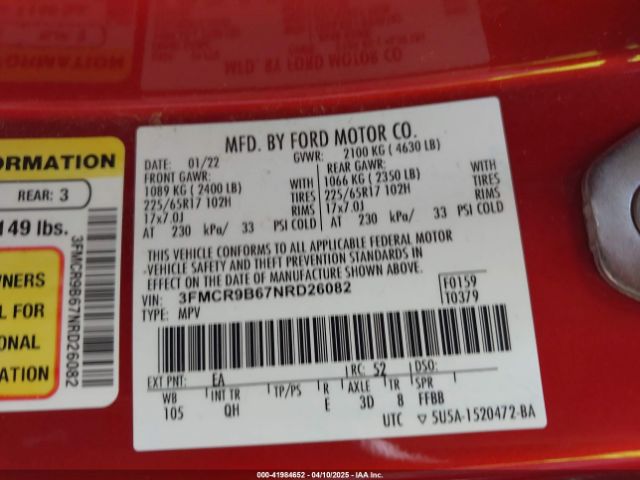 ORMATION
BY FORD MOTOR CO
ORMATION
REAR: 3
149 lbs.
WNERS
L FOR
ONAL
ATION
3FMCR9B67NRD26082
MFD. BY FORD MOTOR CO.
DATE: 01/22 GVWR: 2100 KG ( 4630 LB)
FRONT GAWR: REAR GAWR:
1089 KG ( 2400 LB) WITH 1066 KG ( 2350 LB) WITH
225/65R17 102H TIRES 225/65R17 102H TIRES
17x7.0J RIMS 17x7.0J RIMS
AT 230 kPa/ 33 PSI COLD AT 230 kPa/ 33 PSI COLD
THIS VEHICLE CONFORMS TO ALL APPLICABLE FEDERAL MOTOR
VEHICLE SAFETY AND THEFT PREVENTION STANDARDS IN
EFFECT ON THE DATE OF MANUFACTURE SHOWN ABOVE.
VIN: 3FMCR9B67NRD26082 F0159
TYPE: MPV T0379
EXT PNT: EA RC: 52 DSO:
WB INT TR TP/PS R AXLE TR SPR
105 QH E 3D 8 FFBB
UTC ▽ 5U5A-1520472-BA
000-41984652 - 04/10/2025 - IAA Inc.